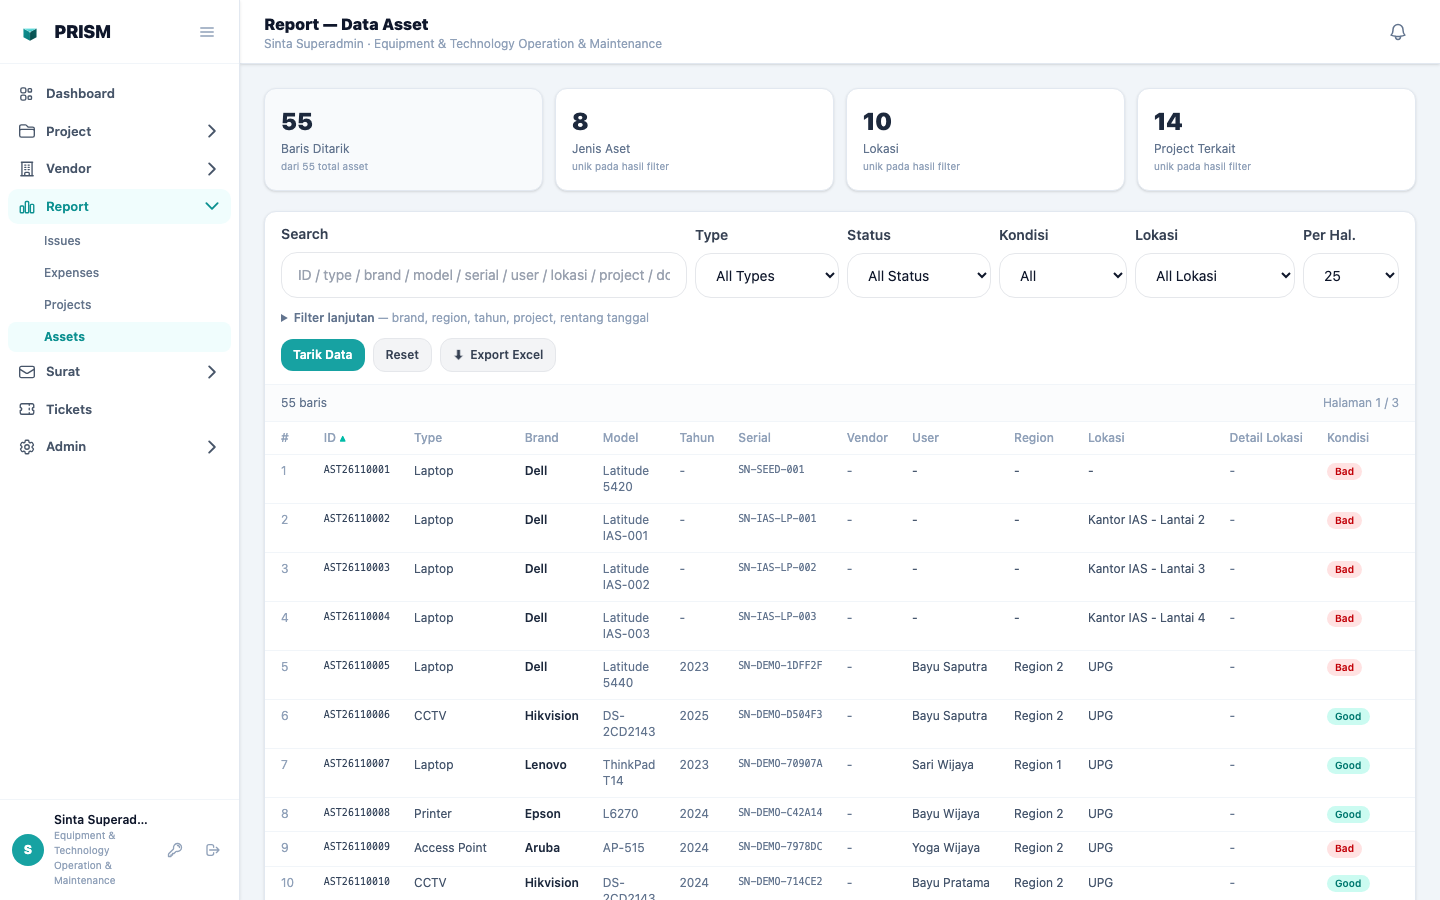 PRISM
Dashboard
Project
Vendor
Report
Issues
Expenses
Projects
Assets
Surat
Tickets
Admin
S
Sinta Superad...
Equipment &
Technology
Operation &
Maintenance
Report — Data Asset
Sinta Superadmin · Equipment & Technology Operation & Maintenance
55
Baris Ditarik
dari 55 total asset
8
Jenis Aset
unik pada hasil filter
10
Lokasi
unik pada hasil filter
14
Project Terkait
unik pada hasil filter
Search Type Status Kondisi Lokasi Per Hal.
ID / type / brand / model / serial / user / lokasi / project / dc All Types All Status All All Lokasi 25
Filter lanjutan — brand, region, tahun, project, rentang tanggal
Tarik Data Reset Export Excel
55 baris Halaman 1 / 3
# ID ▲ Type Brand Model Tahun Serial Vendor User Region Lokasi Detail Lokasi Kondisi
1 AST26110001 Laptop Dell Latitude 5420 - SN-SEED-001 - - - - - Bad
2 AST26110002 Laptop Dell Latitude IAS-001 - SN-IAS-LP-001 - - - Kantor IAS - Lantai 2 - Bad
3 AST26110003 Laptop Dell Latitude IAS-002 - SN-IAS-LP-002 - - - Kantor IAS - Lantai 3 - Bad
4 AST26110004 Laptop Dell Latitude IAS-003 - SN-IAS-LP-003 - - - Kantor IAS - Lantai 4 - Bad
5 AST26110005 Laptop Dell Latitude 5440 2023 SN-DEMO-1DFF2F - Bayu Saputra Region 2 UPG - Bad
6 AST26110006 CCTV Hikvision DS-2CD2143 2025 SN-DEMO-D504F3 - Bayu Saputra Region 2 UPG - Good
7 AST26110007 Laptop Lenovo ThinkPad T14 2023 SN-DEMO-70907A - Sari Wijaya Region 1 UPG - Good
8 AST26110008 Printer Epson L6270 2024 SN-DEMO-C42A14 - Bayu Wijaya Region 2 UPG - Good
9 AST26110009 Access Point Aruba AP-515 2024 SN-DEMO-7978DC - Yoga Wijaya Region 2 UPG - Bad
10 AST26110010 CCTV Hikvision DS-2CD2143 2024 SN-DEMO-714CE2 - Bayu Pratama Region 2 UPG - Good